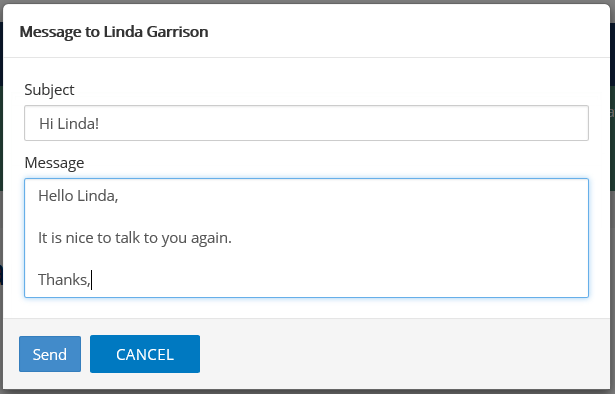 Message to Linda Garrison
Subject
Hi Linda!
Message
Hello Linda,
It is nice to talk to you again.
Thanks,
Send
CANCEL